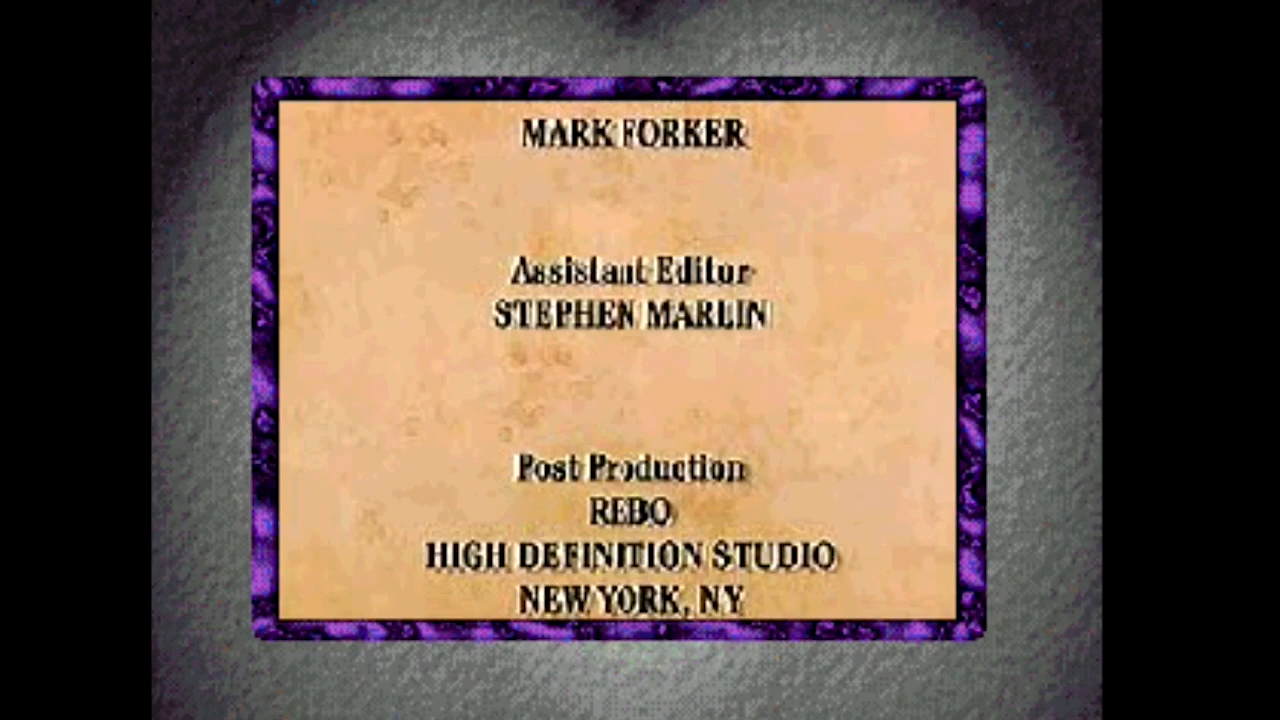 MARK FORKER
Assistant Editor
STEPHEN MARLIN
Post Production
REBO
HIGH DEFINITION STUDIO
NEW YORK, NY